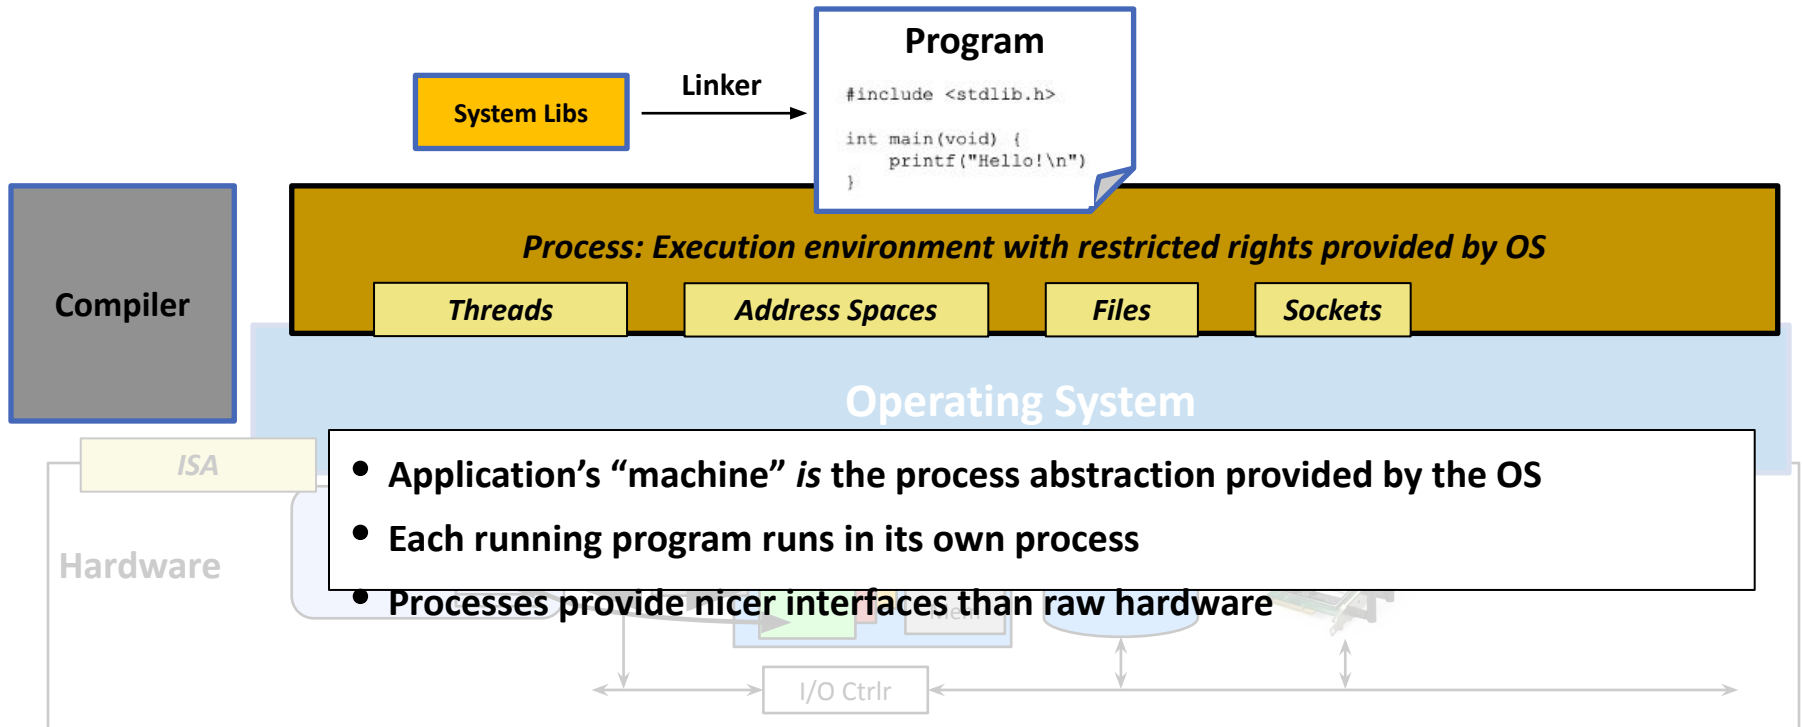 Program
#include <stdlib.h>
int main(void) {
printf("Hello!\n")
}
Linker
System Libs
Compiler
Process: Execution environment with restricted rights provided by OS
Threads
Address Spaces
Files
Sockets
Operating System
ISA
• Application’s “machine” is the process abstraction provided by the OS
• Each running program runs in its own process
• Processes provide nicer interfaces than raw hardware
Hardware
Mem
I/O Ctrlr